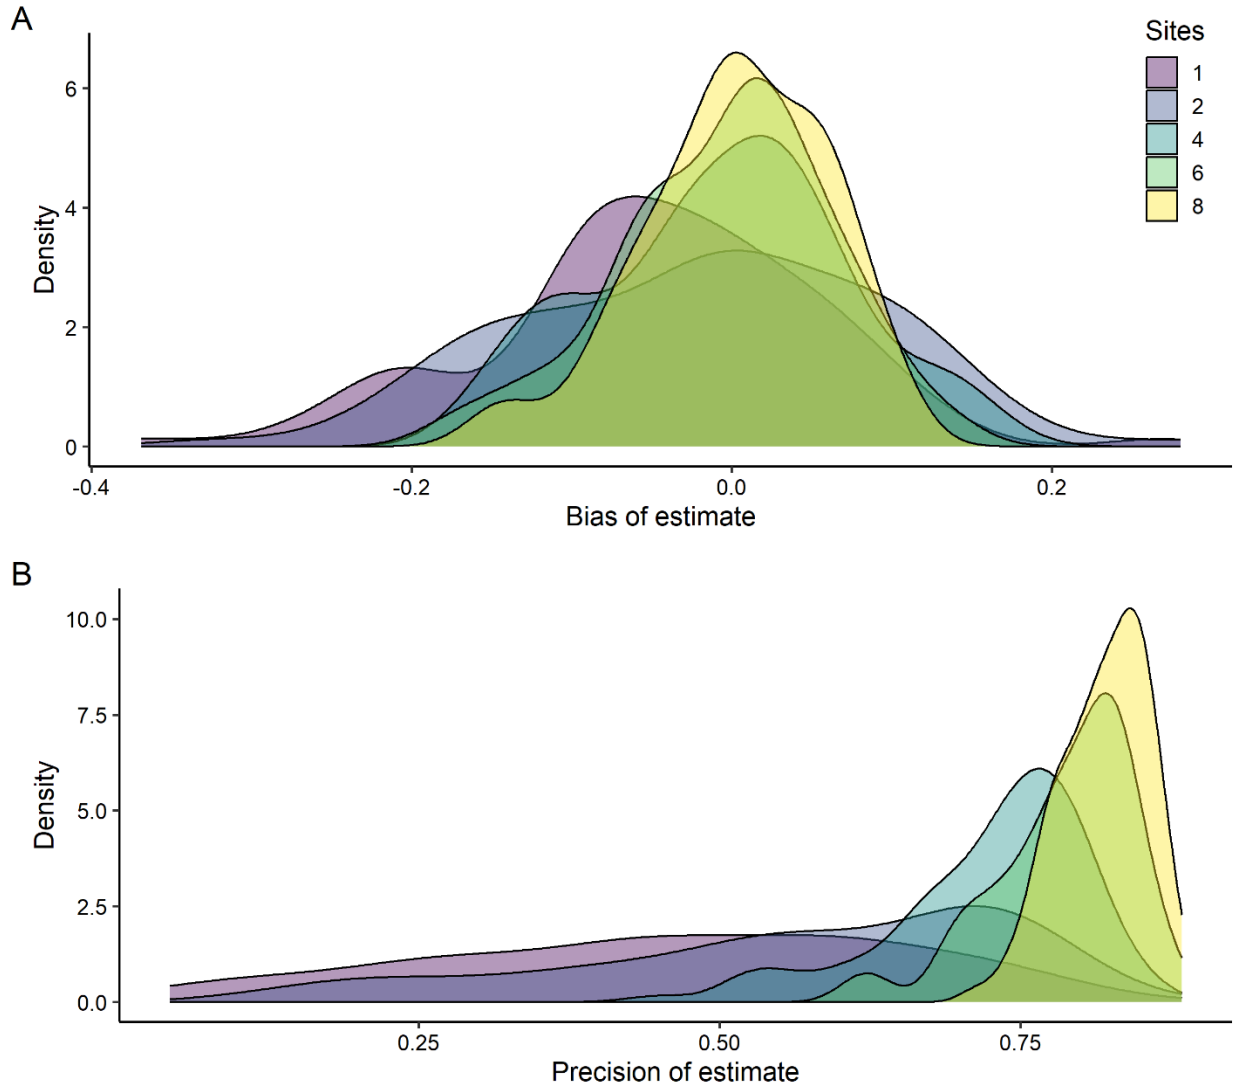 A
Sites
1
2
4
6
8
6
4
2
0
Density
-0.4 -0.2 0.0 0.2
Bias of estimate
B
10.0
7.5
5.0
2.5
0.0
Density
0.25 0.50 0.75
Precision of estimate